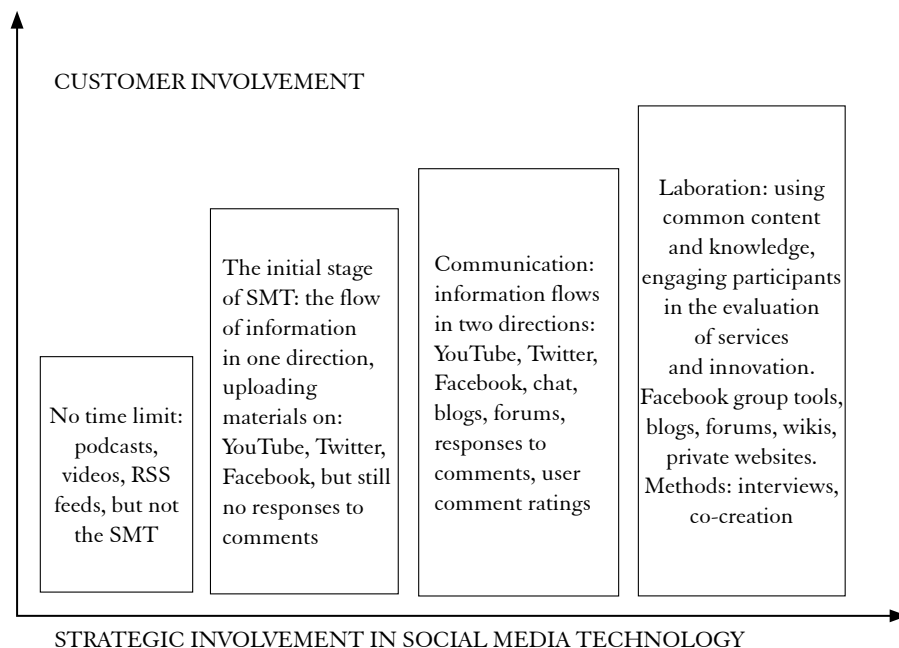 CUSTOMER INVOLVEMENT
No time limit:
podcasts,
videos, RSS
feeds, but not
the SMT
The initial stage
of SMT: the flow
of information
in one direction,
uploading
materials on:
YouTube, Twitter,
Facebook, but still
no responses to
comments
Communication:
information flows
in two directions:
YouTube, Twitter,
Facebook, chat,
blogs, forums,
responses to
comments, user
comment ratings
Laboration: using
common content
and knowledge,
engaging participants
in the evaluation
of services
and innovation.
Facebook group tools,
blogs, forums, wikis,
private websites.
Methods: interviews,
co-creation
STRATEGIC INVOLVEMENT IN SOCIAL MEDIA TECHNOLOGY